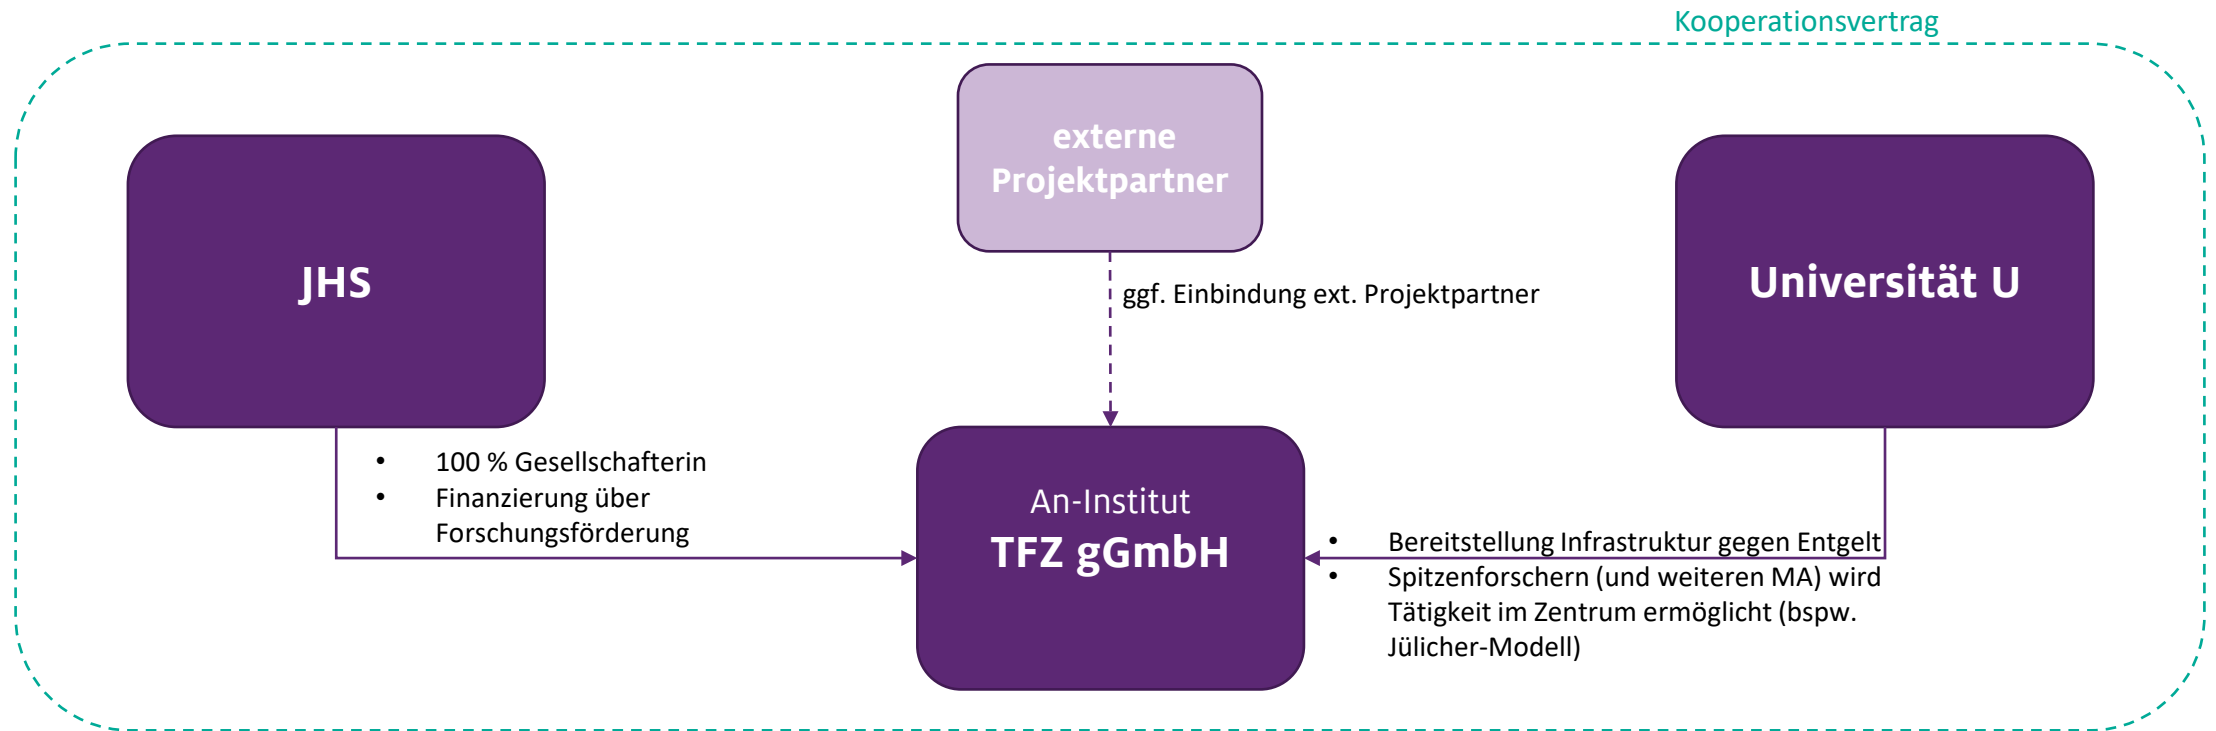 Kooperationsvertrag
externe
Projektpartner
JHS
Universität U
ggf. Einbindung ext. Projektpartner
• 100 % Gesellschafterin
• Finanzierung über
Forschungsförderung
An-Institut
TFZ gGmbH
• Bereitstellung Infrastruktur gegen Entgelt
• Spitzenforschern (und weiteren MA) wird
Tätigkeit im Zentrum ermöglicht (bspw.
Jülicher-Modell)